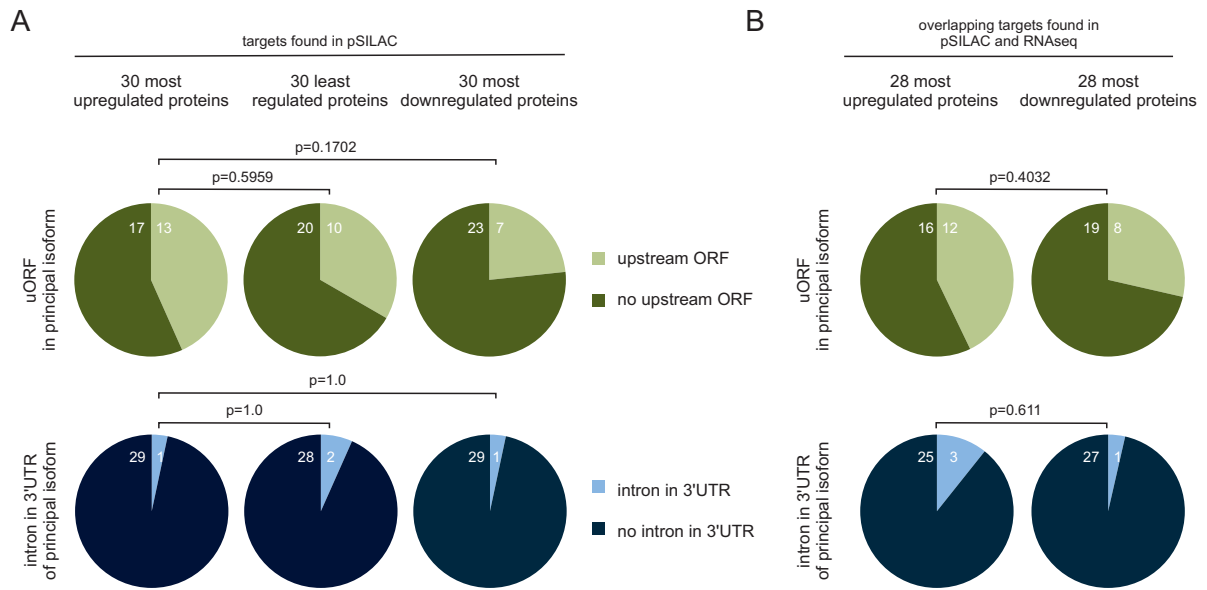 A
targets found in pSILAC
30 most
upregulated proteins
30 least
regulated proteins
30 most
downregulated proteins
p=0.1702
p=0.5959
uORF
in principal isoform
17 13
20 10
23 7
upstream ORF
no upstream ORF
p=1.0
p=1.0
intron in 3'UTR
of principal isoform
29 1
28 2
29 1
intron in 3'UTR
no intron in 3'UTR
B
overlapping targets found in
pSILAC and RNAseq
28 most
upregulated proteins
28 most
downregulated proteins
p=0.4032
uORF
in principal isoform
16 12
19 8
p=0.611
intron in 3'UTR
of principal isoform
25 3
27 1